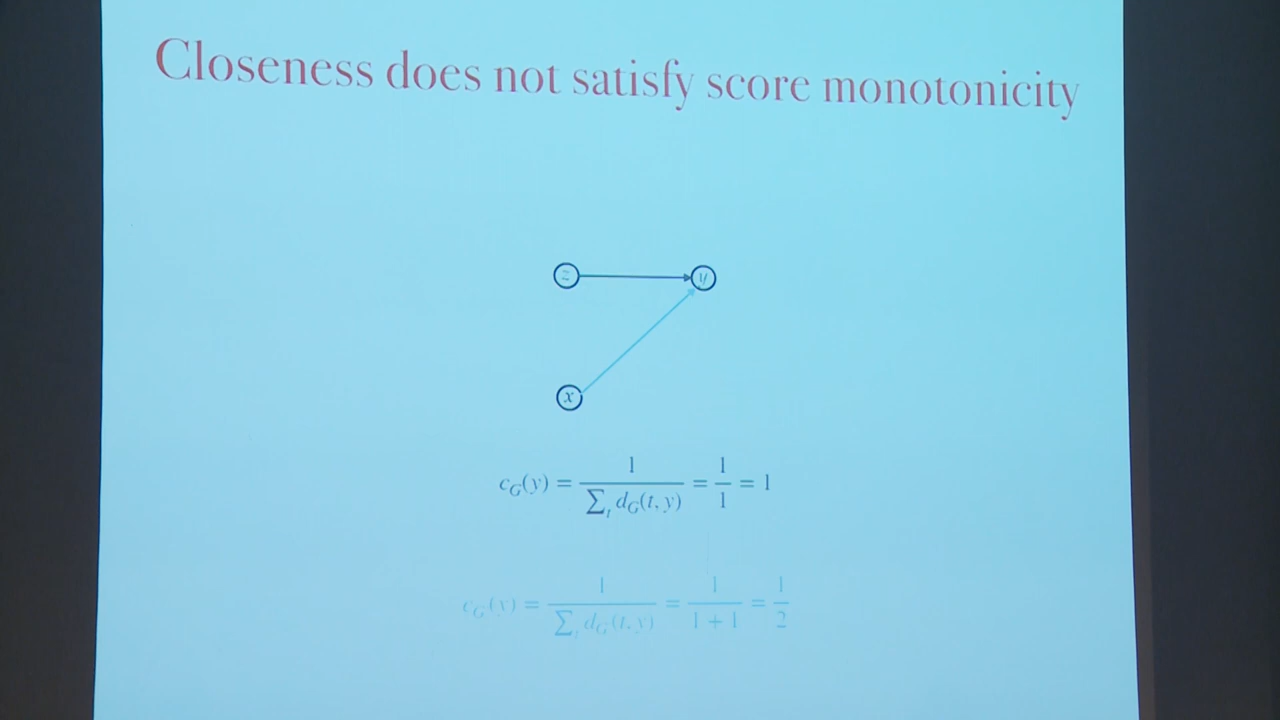 Closeness does not satisfy score monotonicity
z
y
x
c_G(y) = 1 / ∑_t d_G(t, y) = 1/1 = 1
c_G(y) = 1 / ∑_t d_G(t, y) = 1 / 1 + 1 = 1/2